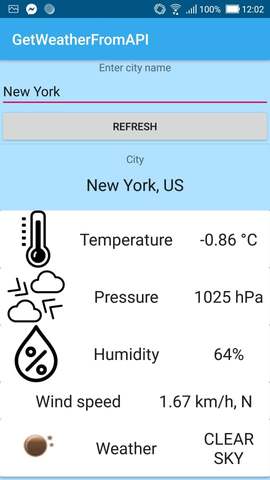 100% 12:02
GetWeatherFromAPI
Enter city name
New York
REFRESH
City
New York, US
Temperature -0.86 °C
Pressure 1025 hPa
%
Humidity 64%
Wind speed 1.67 km/h, N
Weather CLEAR
SKY